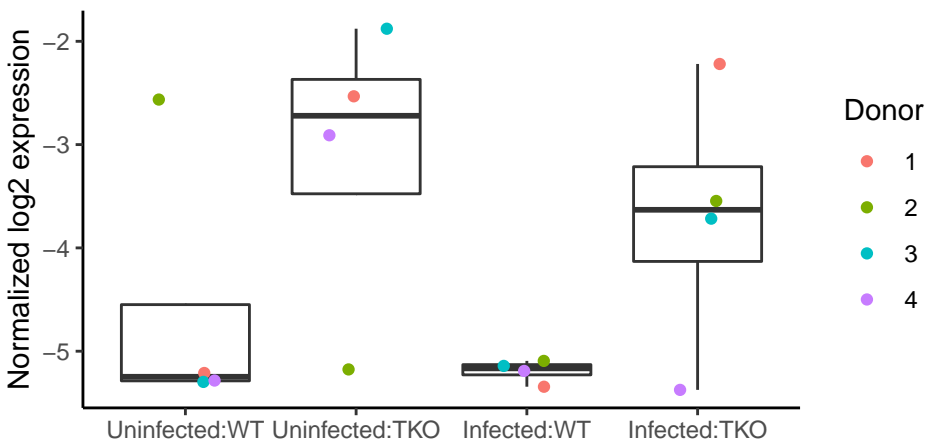 Normalized log2 expression
−2
−3
−4
−5
Uninfected:WT
Uninfected:TKO
Infected:WT
Infected:TKO
Donor
1
2
3
4